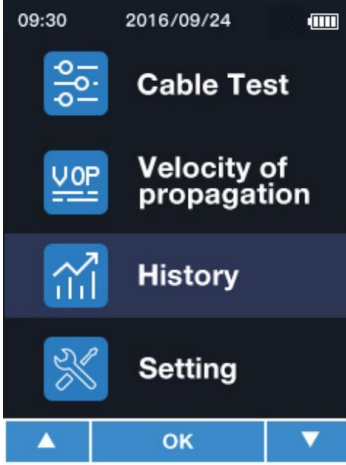 09:30 2016/09/24
Cable Test
VOP
Velocity of
propagation
History
Setting
OK